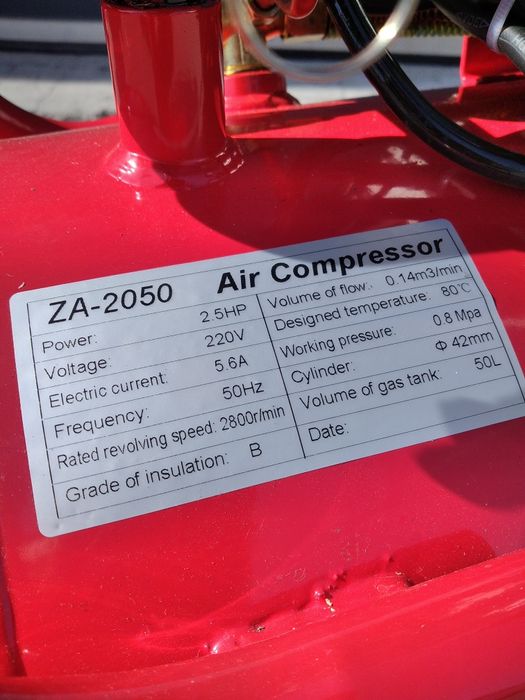 ZA-2050 Air Compressor
Power: 2.5HP
Voltage: 220V
Electric current: 5.6A
Frequency: 50Hz
Rated revolving speed: 2800r/min
Grade of insulation: B
Volume of flow: 0.14m3/min
Designed temperature: 80℃
Working pressure: 0.8 Mpa
Cylinder: Φ 42mm
Volume of gas tank: 50L
Date: